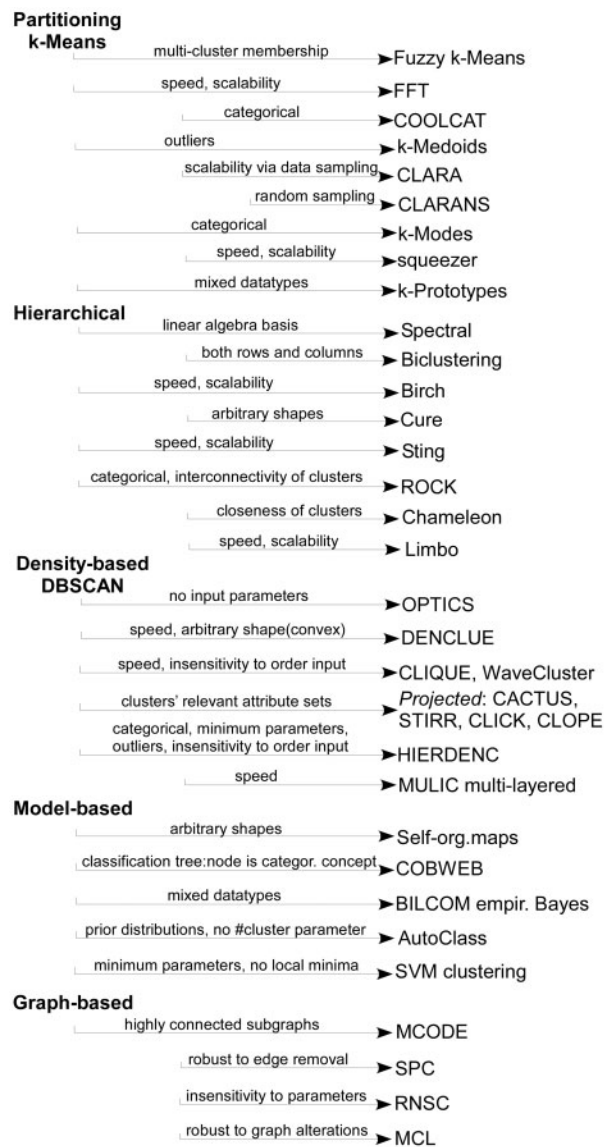 Partitioning
k-Means
multi-cluster membership Fuzzy k-Means
speed, scalability FFT
categorical COOLCAT
outliers k-Medoids
scalability via data sampling CLARA
random sampling CLARANS
categorical k-Modes
speed, scalability squeezer
mixed datatypes k-Prototypes
Hierarchical
linear algebra basis Spectral
both rows and columns Biclustering
speed, scalability Birch
arbitrary shapes Cure
speed, scalability Sting
categorical, interconnectivity of clusters ROCK
closeness of clusters Chameleon
speed, scalability Limbo
Density-based
DBSCAN
no input parameters OPTICS
speed, arbitrary shape(convex) DENCLUE
speed, insensitivity to order input CLIQUE, WaveCluster
clusters' relevant attribute sets Projected: CACTUS,
STIRR, CLICK, CLOPE
categorical, minimum parameters,
outliers, insensitivity to order input HIERDENC
speed MULIC multi-layered
Model-based
arbitrary shapes Self-org.maps
classification tree:node is categor. concept COBWEB
mixed datatypes BILCOM empir. Bayes
prior distributions, no #cluster parameter AutoClass
minimum parameters, no local minima SVM clustering
Graph-based
highly connected subgraphs MCODE
robust to edge removal SPC
insensitivity to parameters RNSC
robust to graph alterations MCL